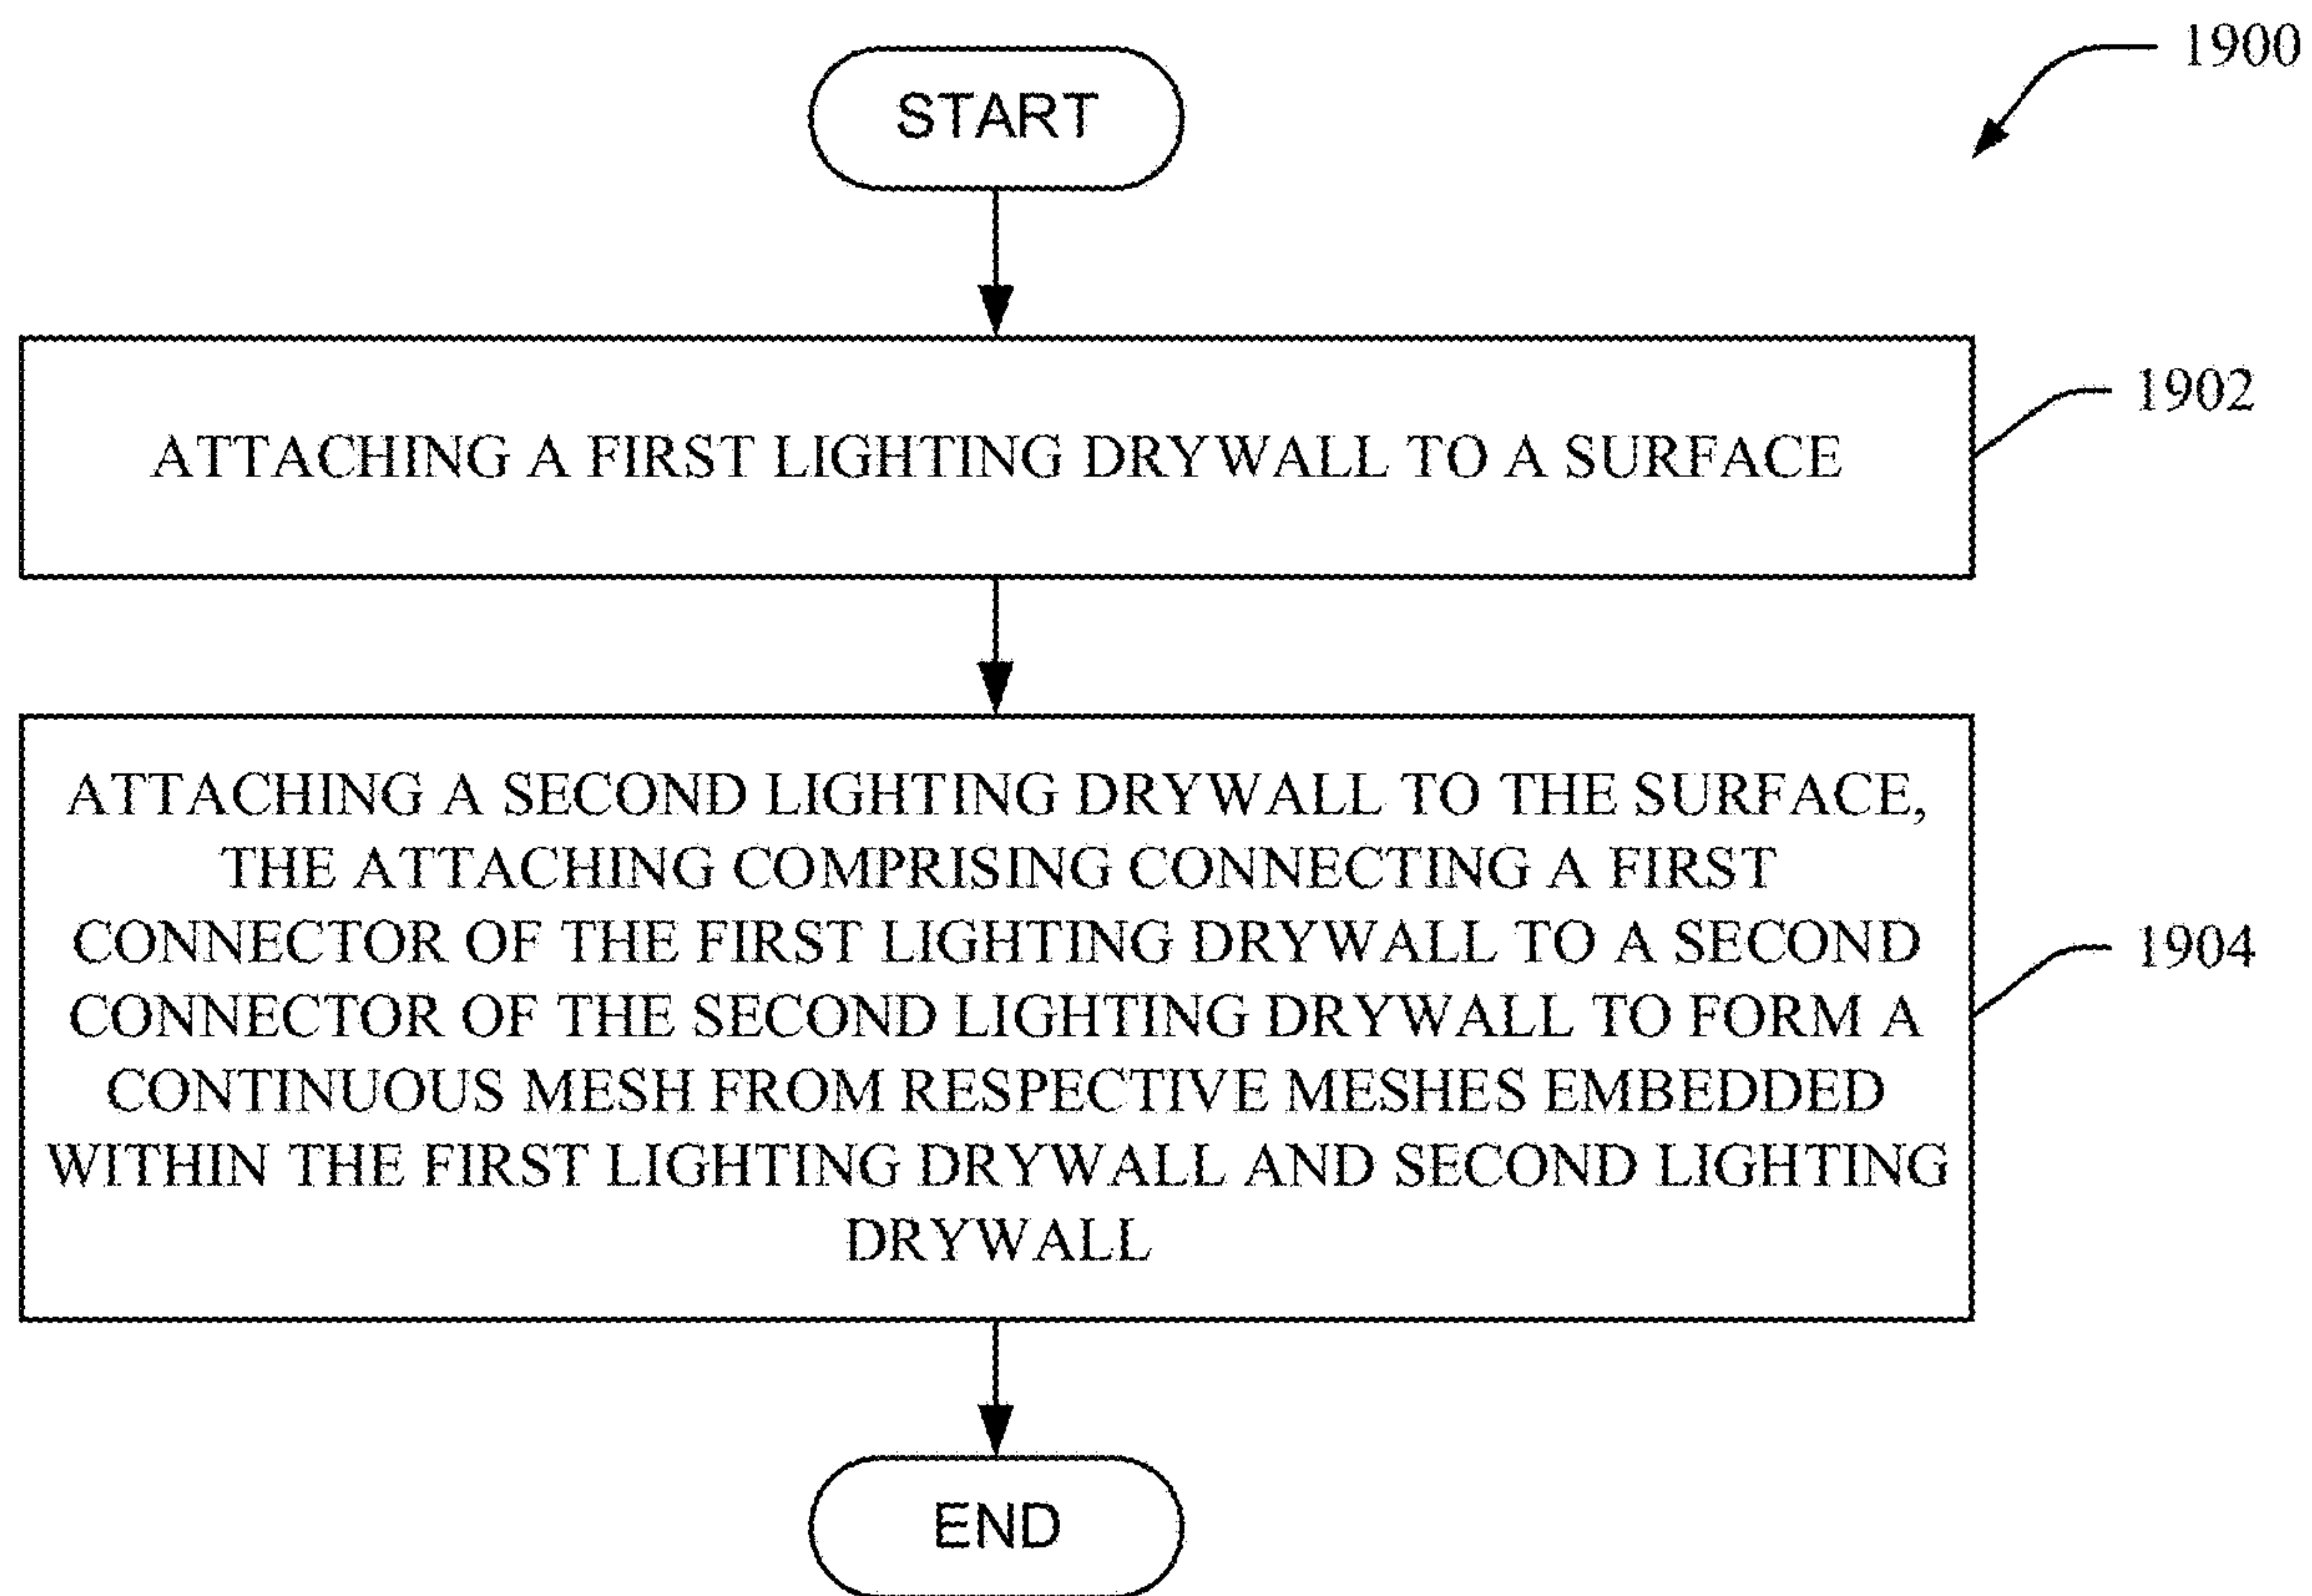 1900
START
ATTACHING A FIRST LIGHTING DRYWALL TO A SURFACE
1902
ATTACHING A SECOND LIGHTING DRYWALL TO THE SURFACE,
THE ATTACHING COMPRISING CONNECTING A FIRST
CONNECTOR OF THE FIRST LIGHTING DRYWALL TO A SECOND
CONNECTOR OF THE SECOND LIGHTING DRYWALL TO FORM A
CONTINUOUS MESH FROM RESPECTIVE MESHES EMBEDDED
WITHIN THE FIRST LIGHTING DRYWALL AND SECOND LIGHTING
DRYWALL
1904
END